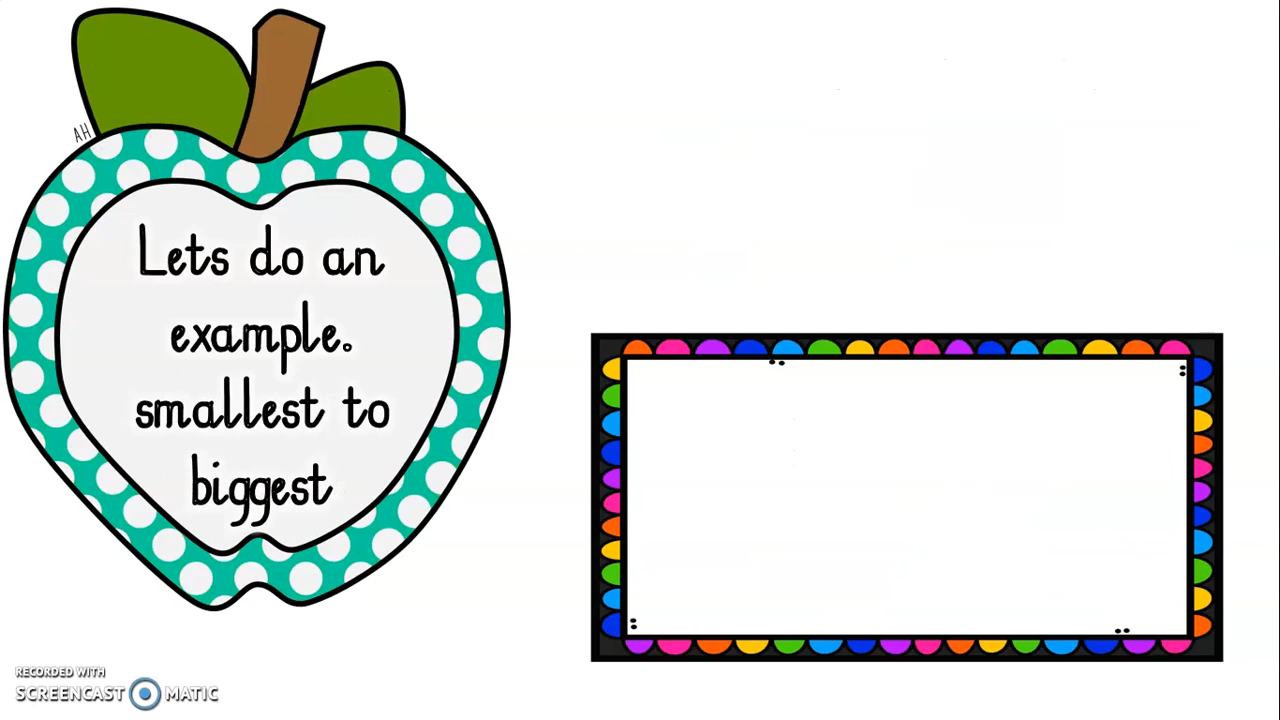 AH
Lets do an
example.
smallest to
biggest
RECORDED WITH
SCREENCAST MATIC